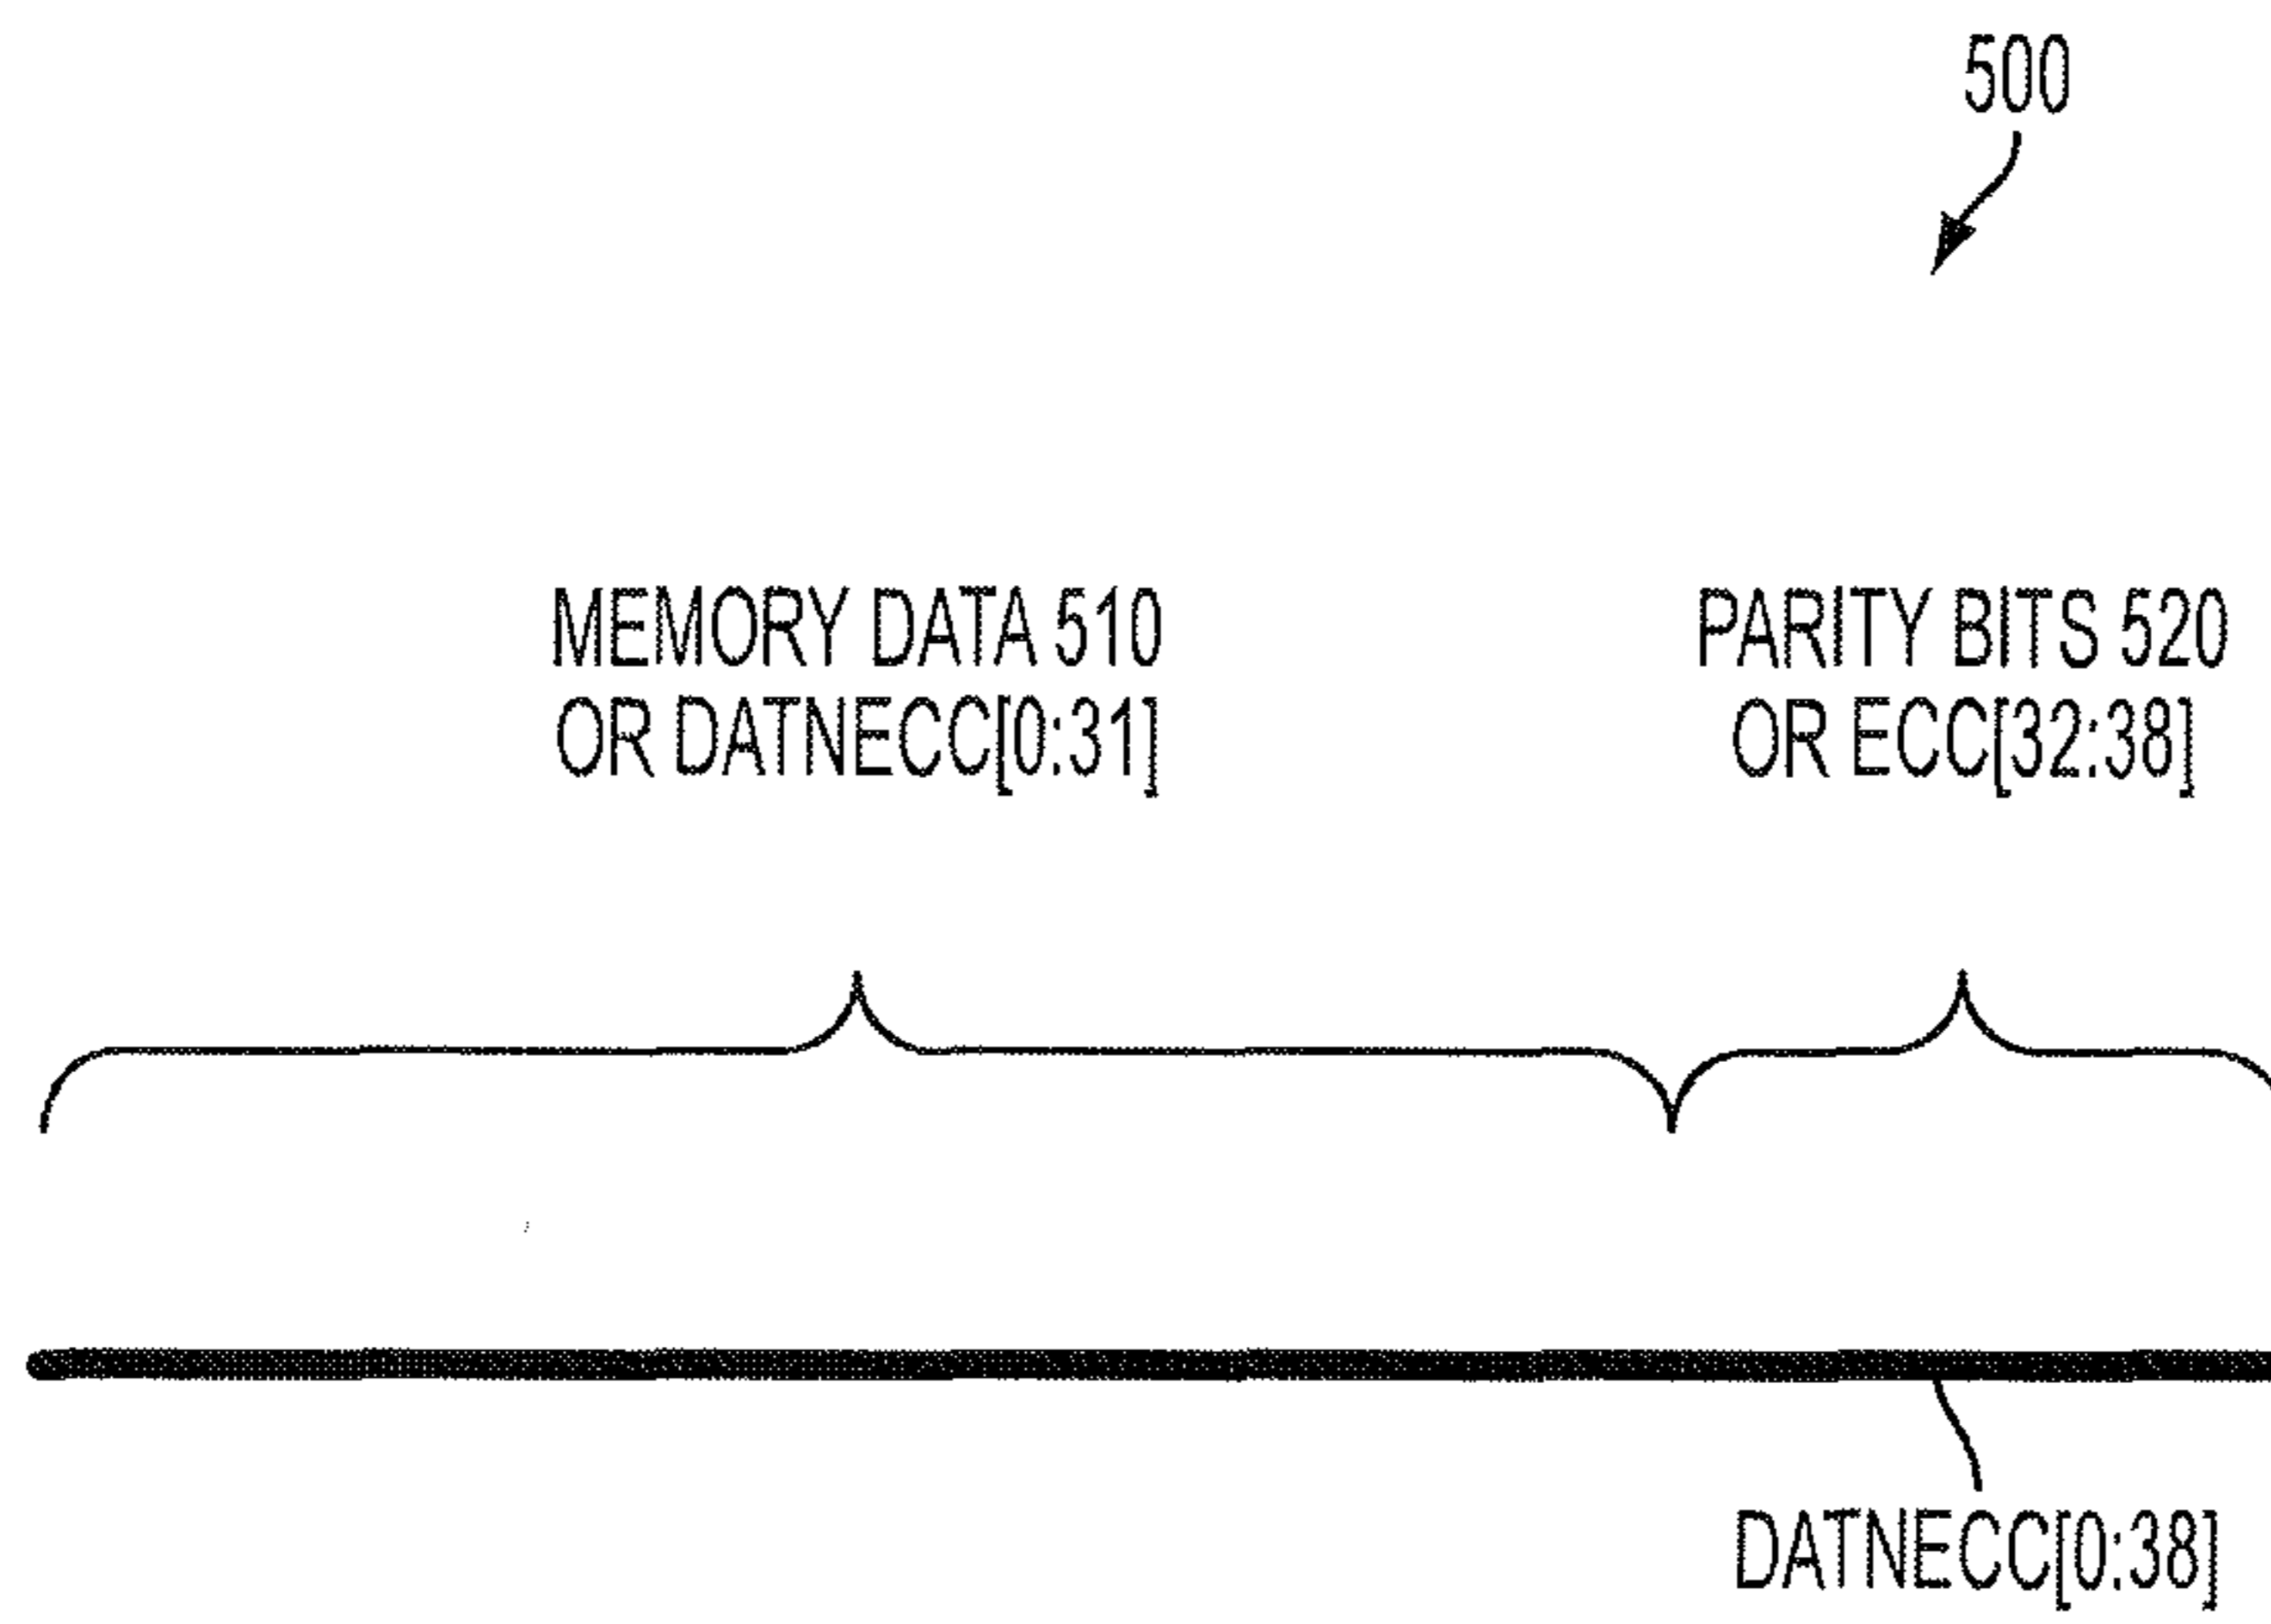 500
MEMORY DATA 510
OR DATNECC[0:31]
PARITY BITS 520
OR ECC[32:38]
DATNECC[0:38]